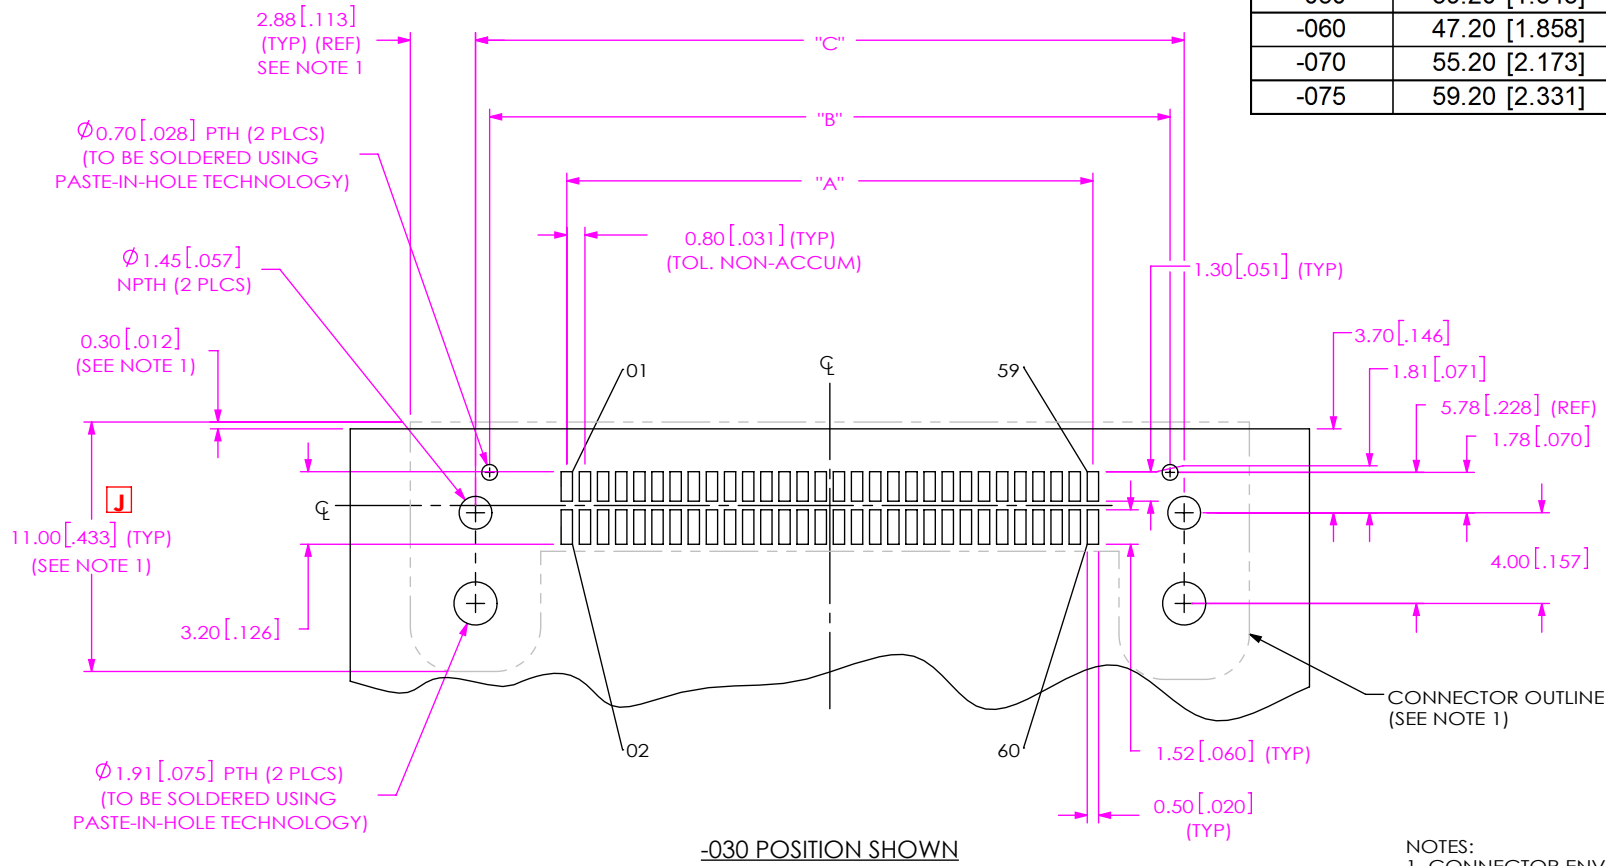 2.88 [.113]
(TYP) (REF)
SEE NOTE 1
"C"
-060 47.20 [1.858]
-070 55.20 [2.173]
-075 59.20 [2.331]
"B"
Ø0.70 [.028] PTH (2 PLCS)
(TO BE SOLDERED USING
PASTE-IN-HOLE TECHNOLOGY)
"A"
0.80 [.031] (TYP)
(TOL. NON-ACCUM)
Ø1.45 [.057]
NPTH (2 PLCS)
1.30 [.051] (TYP)
0.30 [.012]
(SEE NOTE 1)
3.70 [.146]
01
℄
59
1.81 [.071]
5.78 [.228] (REF)
1.78 [.070]
J
℄
11.00 [.433] (TYP)
(SEE NOTE 1)
4.00 [.157]
3.20 [.126]
CONNECTOR OUTLINE
(SEE NOTE 1)
02
60
1.52 [.060] (TYP)
Ø1.91 [.075] PTH (2 PLCS)
(TO BE SOLDERED USING
PASTE-IN-HOLE TECHNOLOGY)
0.50 [.020]
(TYP)
-030 POSITION SHOWN
NOTES: